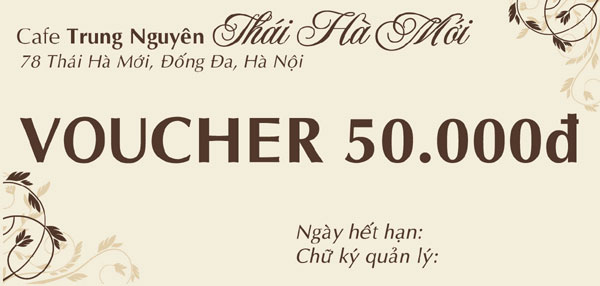 Cafe Trung Nguyên Thái Hà Mới
78 Thái Hà Mới, Đống Đa, Hà Nội
VOUCHER 50.000đ
Ngày hết hạn:
Chữ ký quản lý: